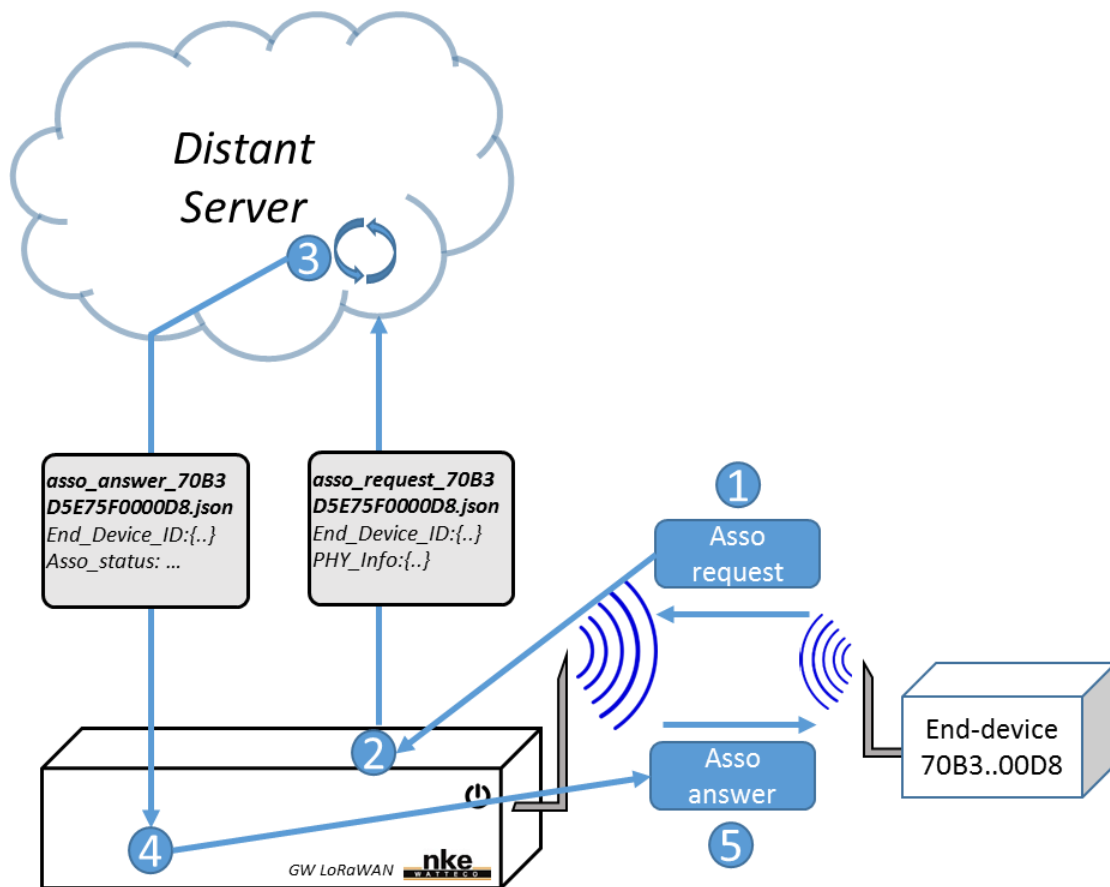 Distant
Server
3
asso_answer_70B3
D5E75F0000D8.json
End_Device_ID:{..}
Asso_status: ...
asso_request_70B3
D5E75F0000D8.json
End_Device_ID:{..}
PHY_Info:{..}
1
Asso
request
2
End-device
70B3..00D8
Asso
answer
4
5
GW LoRaWAN
nke
WATTECO